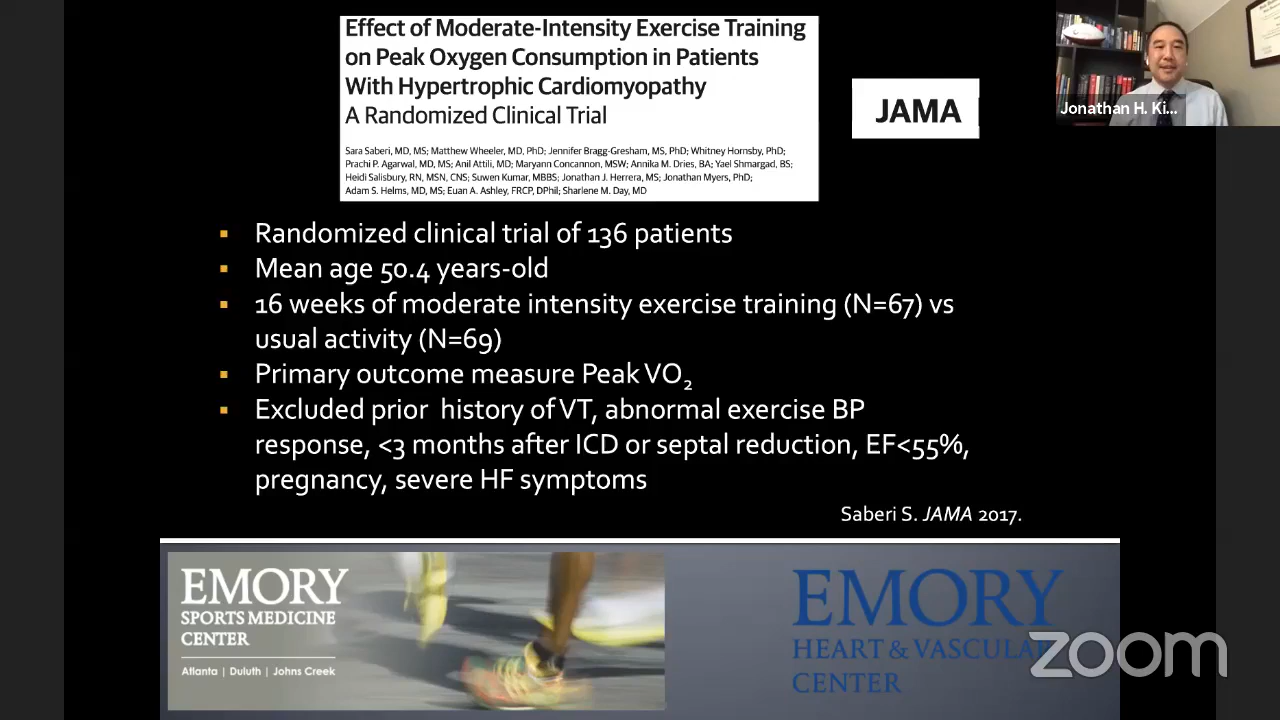 Effect of Moderate-Intensity Exercise Training
on Peak Oxygen Consumption in Patients
With Hypertrophic Cardiomyopathy
A Randomized Clinical Trial
Sara Saberi, MD, MS; Matthew Wheeler, MD, PhD; Jennifer Bragg-Gresham, MS, PhD; Whitney Hornsby, PhD;
Prachi P. Agarwal, MD, MS; Anil Attili, MD; Maryann Concannon, MSW; Annika M. Dries, BA; Yael Shmargad, BS;
Heidi Salisbury, RN, MSN, CNS; Suwen Kumar, MBBS; Jonathan J. Herrera, MS; Jonathan Myers, PhD;
Adam S. Helms, MD, MS; Euan A. Ashley, FRCP, DPhil; Sharlene M. Day, MD
JAMA
Jonathan H. Ki...
▪ Randomized clinical trial of 136 patients
▪ Mean age 50.4 years-old
▪ 16 weeks of moderate intensity exercise training (N=67) vs
usual activity (N=69)
▪ Primary outcome measure Peak VO₂
▪ Excluded prior history of VT, abnormal exercise BP
response, <3 months after ICD or septal reduction, EF<55%,
pregnancy, severe HF symptoms
Saberi S. JAMA 2017.
EMORY
SPORTS MEDICINE
CENTER
Atlanta | Duluth | Johns Creek
EMORY
HEART & VASCULAR
CENTER
zoom